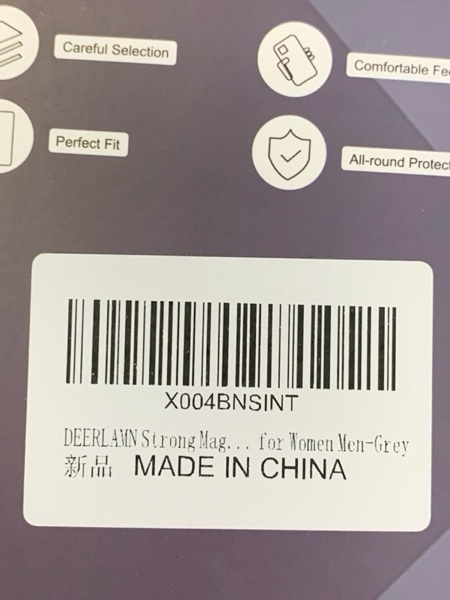 Careful Selection
Comfortable Fee
Perfect Fit
All-round Protect
X004BNSINT
DEERLAMN Strong Mag... for Women Men-Grey
新品 MADE IN CHINA